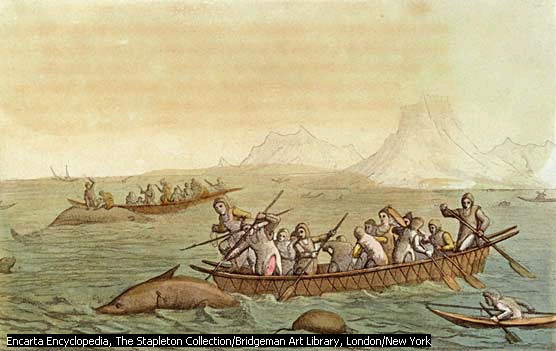 Encarta Encyclopedia, The Stapleton Collection/Bridgeman Art Library, London/New York